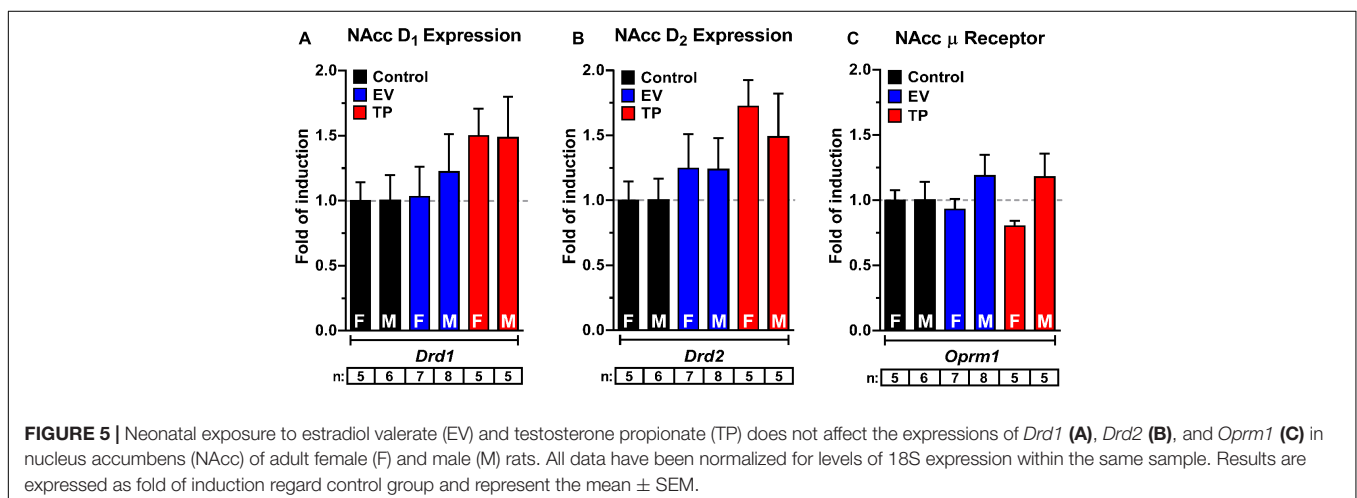 A NAcc D₁ Expression
2.0
1.5
1.0
0.5
0.0
Fold of induction
Control
EV
TP
F M F M F M
Drd1
n: 5 6 7 8 5 5
B NAcc D₂ Expression
2.0
1.5
1.0
0.5
0.0
Fold of induction
Control
EV
TP
F M F M F M
Drd2
n: 5 6 7 8 5 5
C NAcc μ Receptor
2.0
1.5
1.0
0.5
0.0
Fold of induction
Control
EV
TP
F M F M F M
Oprm1
n: 5 6 7 8 5 5
FIGURE 5 | Neonatal exposure to estradiol valerate (EV) and testosterone propionate (TP) does not affect the expressions of Drd1 (A), Drd2 (B), and Oprm1 (C) in
nucleus accumbens (NAcc) of adult female (F) and male (M) rats. All data have been normalized for levels of 18S expression within the same sample. Results are
expressed as fold of induction regard control group and represent the mean ± SEM.